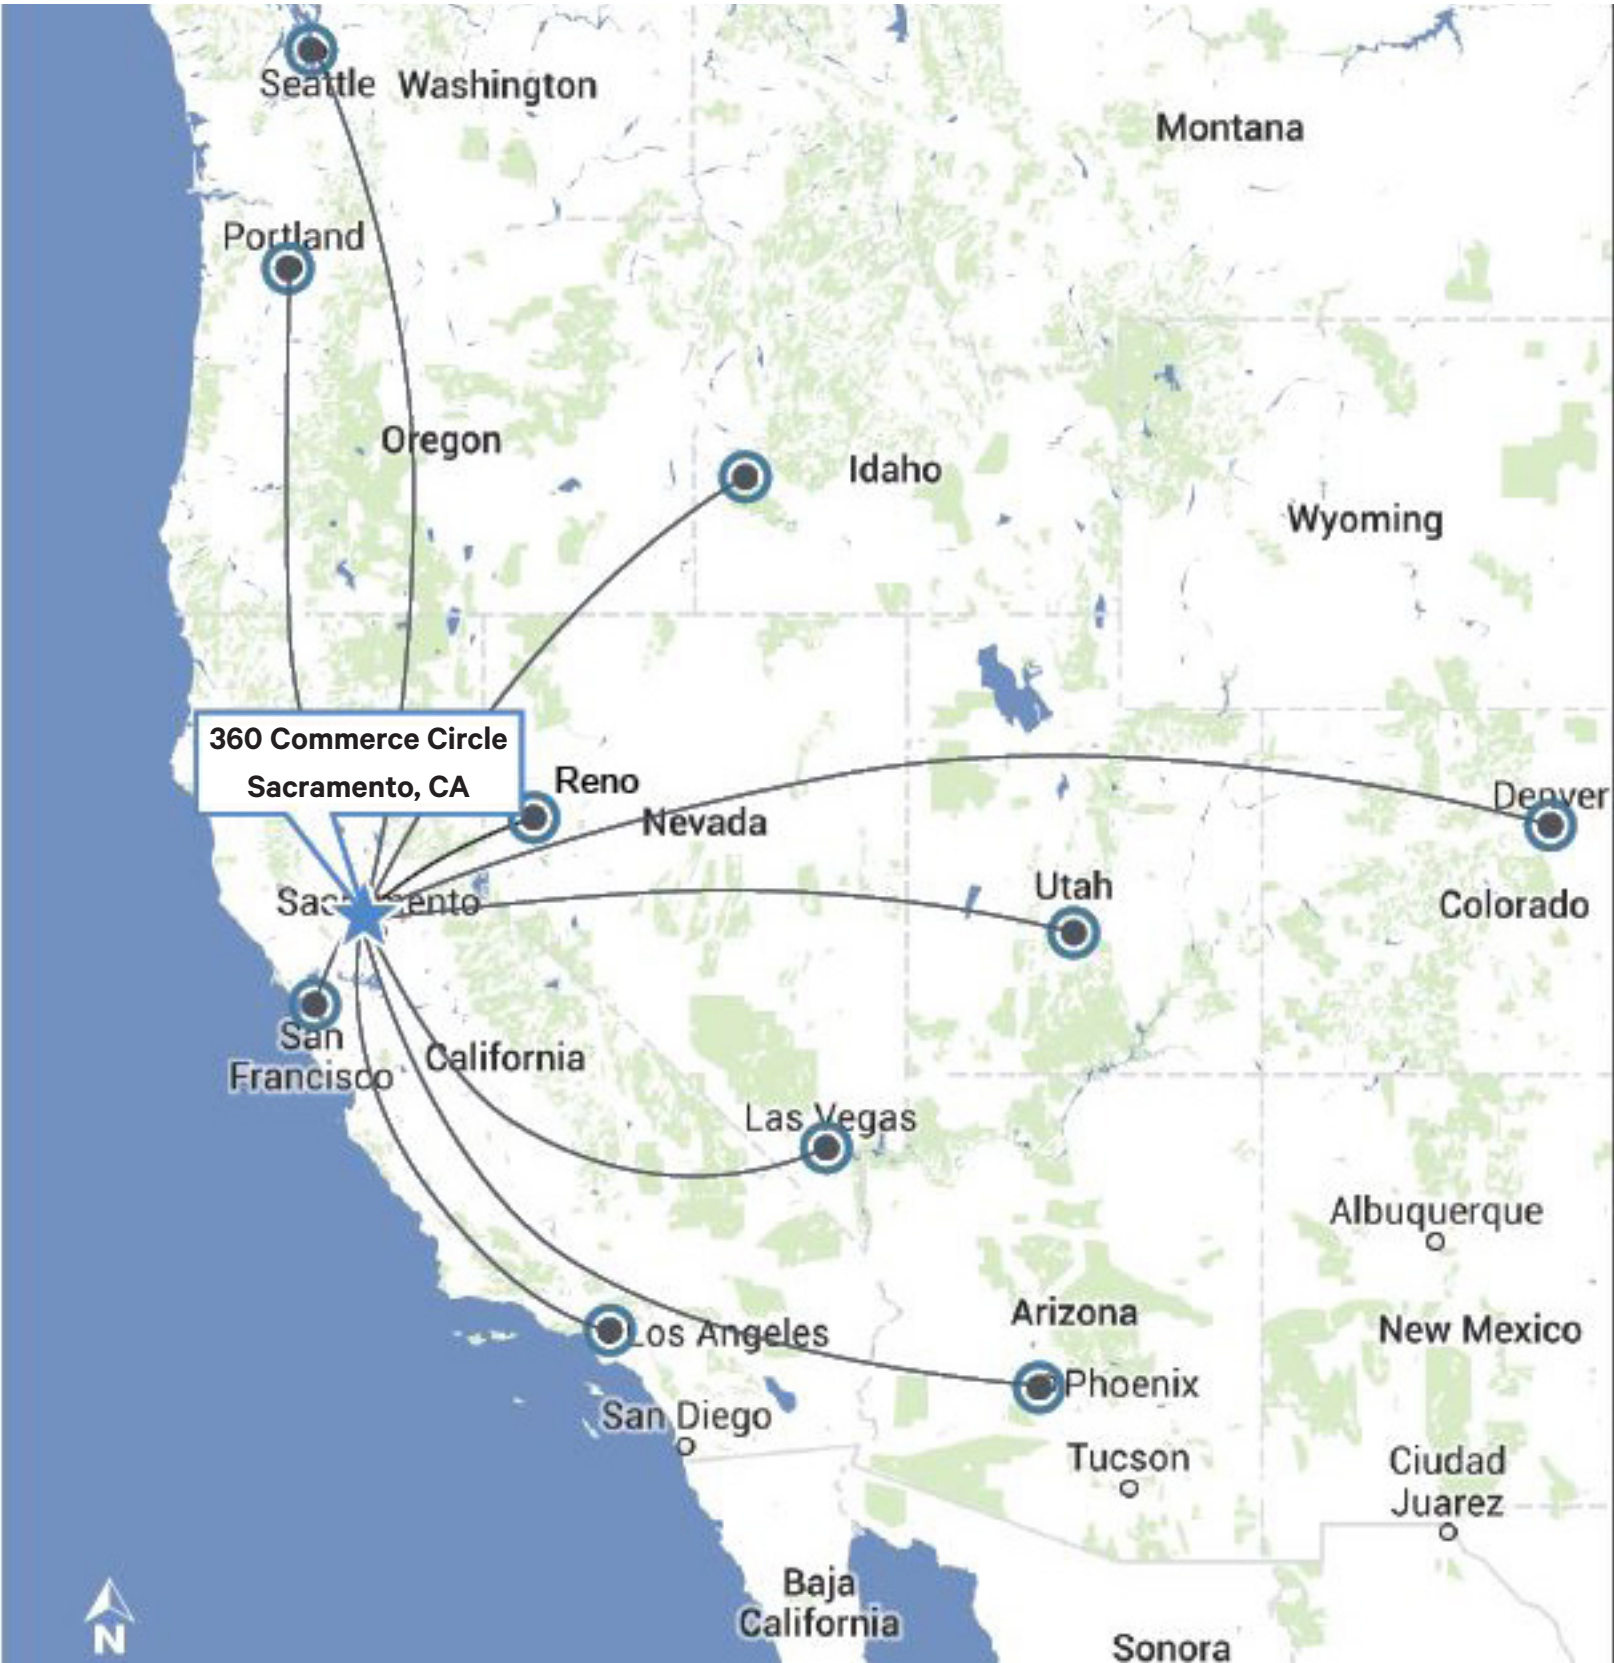 Seattle
Washington
Montana
Portland
Oregon
Idaho
Wyoming
360 Commerce Circle
Sacramento, CA
Reno
Nevada
Denver
Utah
Colorado
Sacramento
San
Francisco
California
Las Vegas
Albuquerque
Arizona
New Mexico
Los Angeles
Phoenix
San Diego
Tucson
Ciudad
Juarez
Baja
California
Sonora
N